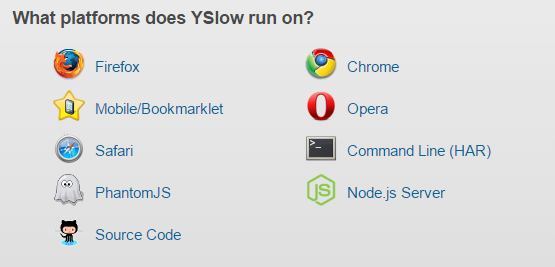 What platforms does YSlow run on?
Firefox
Chrome
Mobile/Bookmarklet
Opera
Safari
>_
Command Line (HAR)
PhantomJS
JS
Node.js Server
Source Code